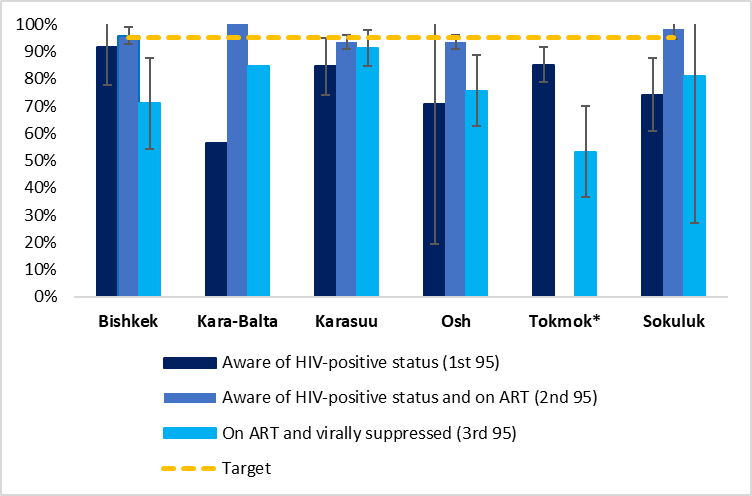 100%
90%
80%
70%
60%
50%
40%
30%
20%
10%
0%
Bishkek Kara-Balta Karasuu Osh Tokmok* Sokuluk
Aware of HIV-positive status (1st 95)
Aware of HIV-positive status and on ART (2nd 95)
On ART and virally suppressed (3rd 95)
Target